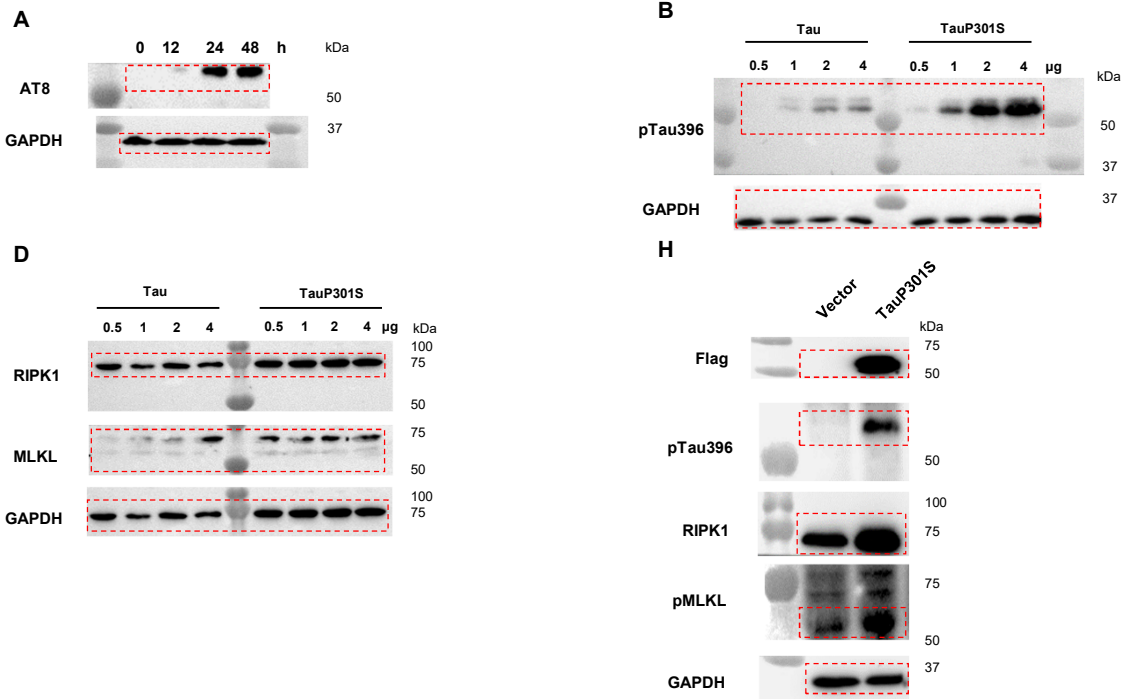 A
0 12 24 48 h
kDa
AT8
50
37
GAPDH
B
Tau TauP301S
0.5 1 2 4 0.5 1 2 4 µg
kDa
pTau396
50
37
37
GAPDH
D
Tau TauP301S
0.5 1 2 4 0.5 1 2 4 µg
kDa
100
75
RIPK1
50
75
MLKL
50
100
75
GAPDH
H
Vector TauP301S
kDa
75
Flag
50
pTau396
50
100
RIPK1
75
75
pMLKL
50
37
GAPDH